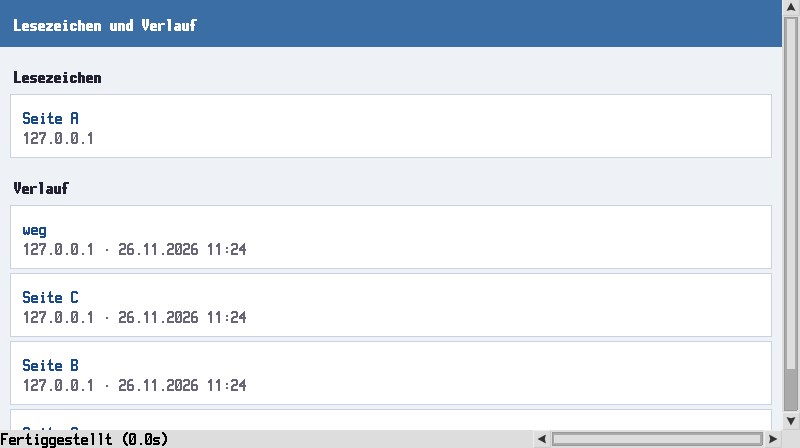 Lesezeichen und Verlauf
Lesezeichen
Seite A
127.0.0.1
Verlauf
weg
127.0.0.1 · 26.11.2026 11:24
Seite C
127.0.0.1 · 26.11.2026 11:24
Seite B
127.0.0.1 · 26.11.2026 11:24
Fertiggestellt (0.0s)